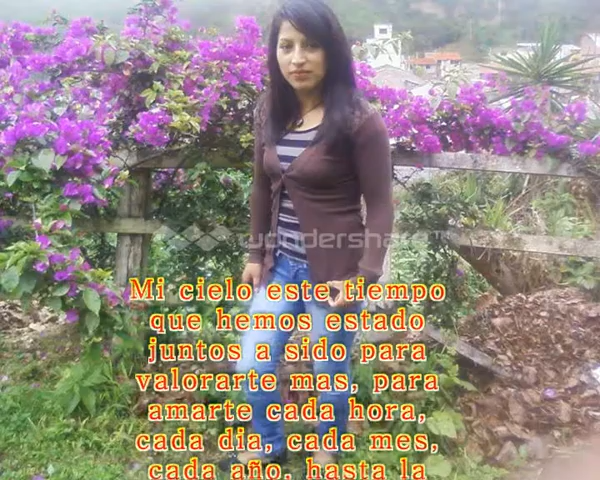 wondershare™
Mi cielo este tiempo
que hemos estado
juntos a sido para
valorarte mas, para
amarte cada hora,
cada dia, cada mes,
cada año, hasta la